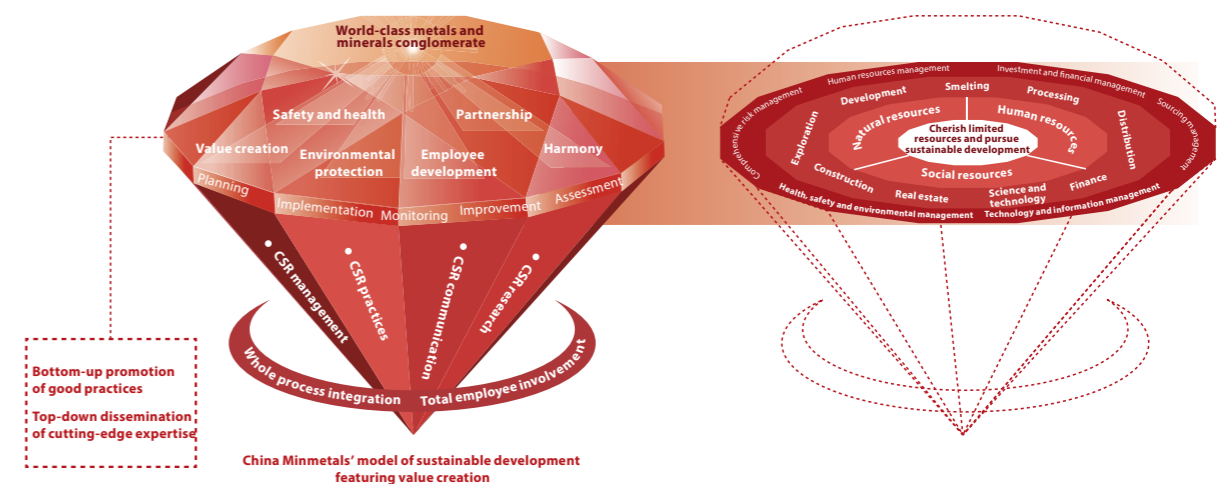 World-class metals and
minerals conglomerate
Safety and health
Partnership
Value creation
Environmental
protection
Employee
development
Harmony
Planning
Implementation
Monitoring
Improvement
Assessment
• CSR management
• CSR practices
• CSR communication
• CSR research
Whole process integration
Total employee involvement
Bottom-up promotion
of good practices
Top-down dissemination
of cutting-edge expertise
China Minmetals’ model of sustainable development
featuring value creation
Comprehensive risk management
Human resources management
Investment and financial management
Sourcing management
Health, safety and environmental management
Technology and information management
Exploration
Development
Smelting
Processing
Distribution
Construction
Real estate
Science and
technology
Finance
Natural resources
Human resources
Social resources
Cherish limited
resources and pursue
sustainable development